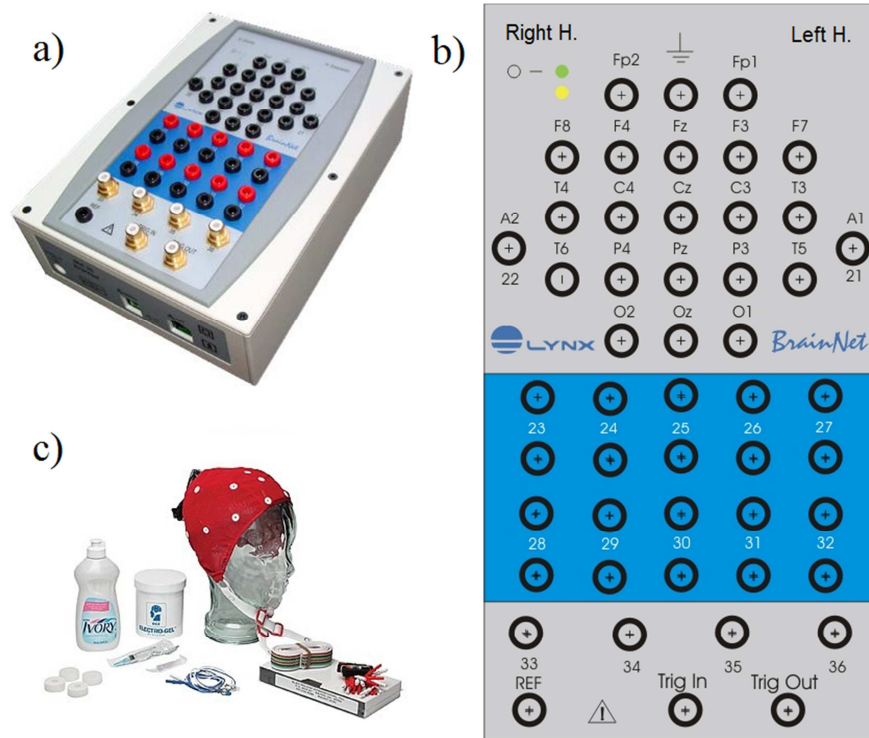 a)
BrainNet
REF
b)
Right H.
Left H.
Fp2
Fp1
F8 F4 Fz F3 F7
T4 C4 Cz C3 T3
A2
A1
T6 P4 Pz P3 T5
22
21
O2 Oz O1
LYNX
BrainNet
23 24 25 26 27
28 29 30 31 32
33 34 35 36
REF
Trig In
Trig Out
c)
IVORY
ELECTRO-GEL